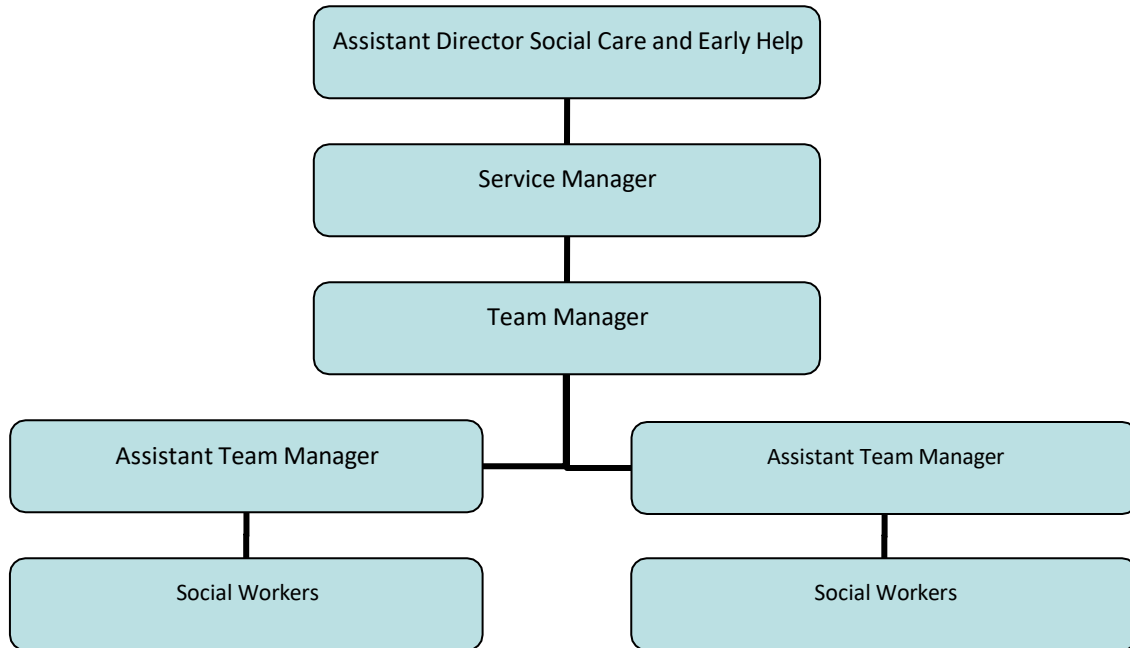 Assistant Director Social Care and Early Help
Service Manager
Team Manager
Assistant Team Manager
Assistant Team Manager
Social Workers
Social Workers